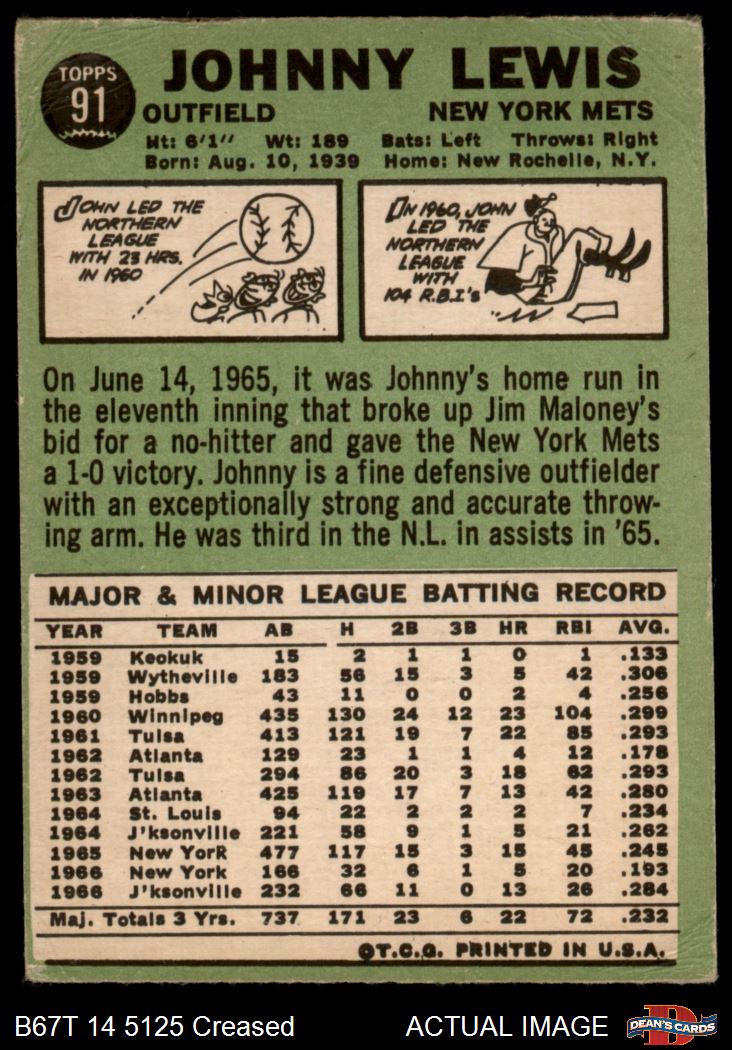 TOPPS
91
JOHNNY LEWIS
OUTFIELD NEW YORK METS
Ht: 6'1" Wt: 189 Bats: Left Throws: Right
Born: Aug. 10, 1939 Home: New Rochelle, N.Y.
JOHN LED THE
NORTHERN
LEAGUE
WITH 23 HRS.
IN 1960
IN 1960, JOHN
LED THE
NORTHERN
LEAGUE
WITH
104 R.B.I's
On June 14, 1965, it was Johnny's home run in
the eleventh inning that broke up Jim Maloney's
bid for a no-hitter and gave the New York Mets
a 1-0 victory. Johnny is a fine defensive outfielder
with an exceptionally strong and accurate throw-
ing arm. He was third in the N.L. in assists in '65.
MAJOR & MINOR LEAGUE BATTING RECORD
YEAR TEAM AB H 2B 3B HR RBI AVG.
1959 Keokuk 15 2 1 1 0 1 .133
1959 Wytheville 183 56 15 3 5 42 .306
1959 Hobbs 43 11 0 0 2 4 .256
1960 Winnipeg 435 130 24 12 23 104 .299
1961 Tulsa 413 121 19 7 22 85 .293
1962 Atlanta 129 23 1 1 4 12 .178
1962 Tulsa 294 86 20 3 18 62 .293
1963 Atlanta 425 119 17 7 13 42 .280
1964 St. Louis 94 22 2 2 2 7 .234
1964 J'ksonville 221 58 9 1 5 21 .262
1965 New York 477 117 15 3 15 45 .245
1966 New York 166 32 6 1 5 20 .193
1966 J'ksonville 232 66 11 0 13 26 .284
Maj. Totals 3 Yrs. 737 171 23 6 22 72 .232
©T.C.G. PRINTED IN U.S.A.
B67T 14 5125 Creased ACTUAL IMAGE
D
DEAN'S CARDS